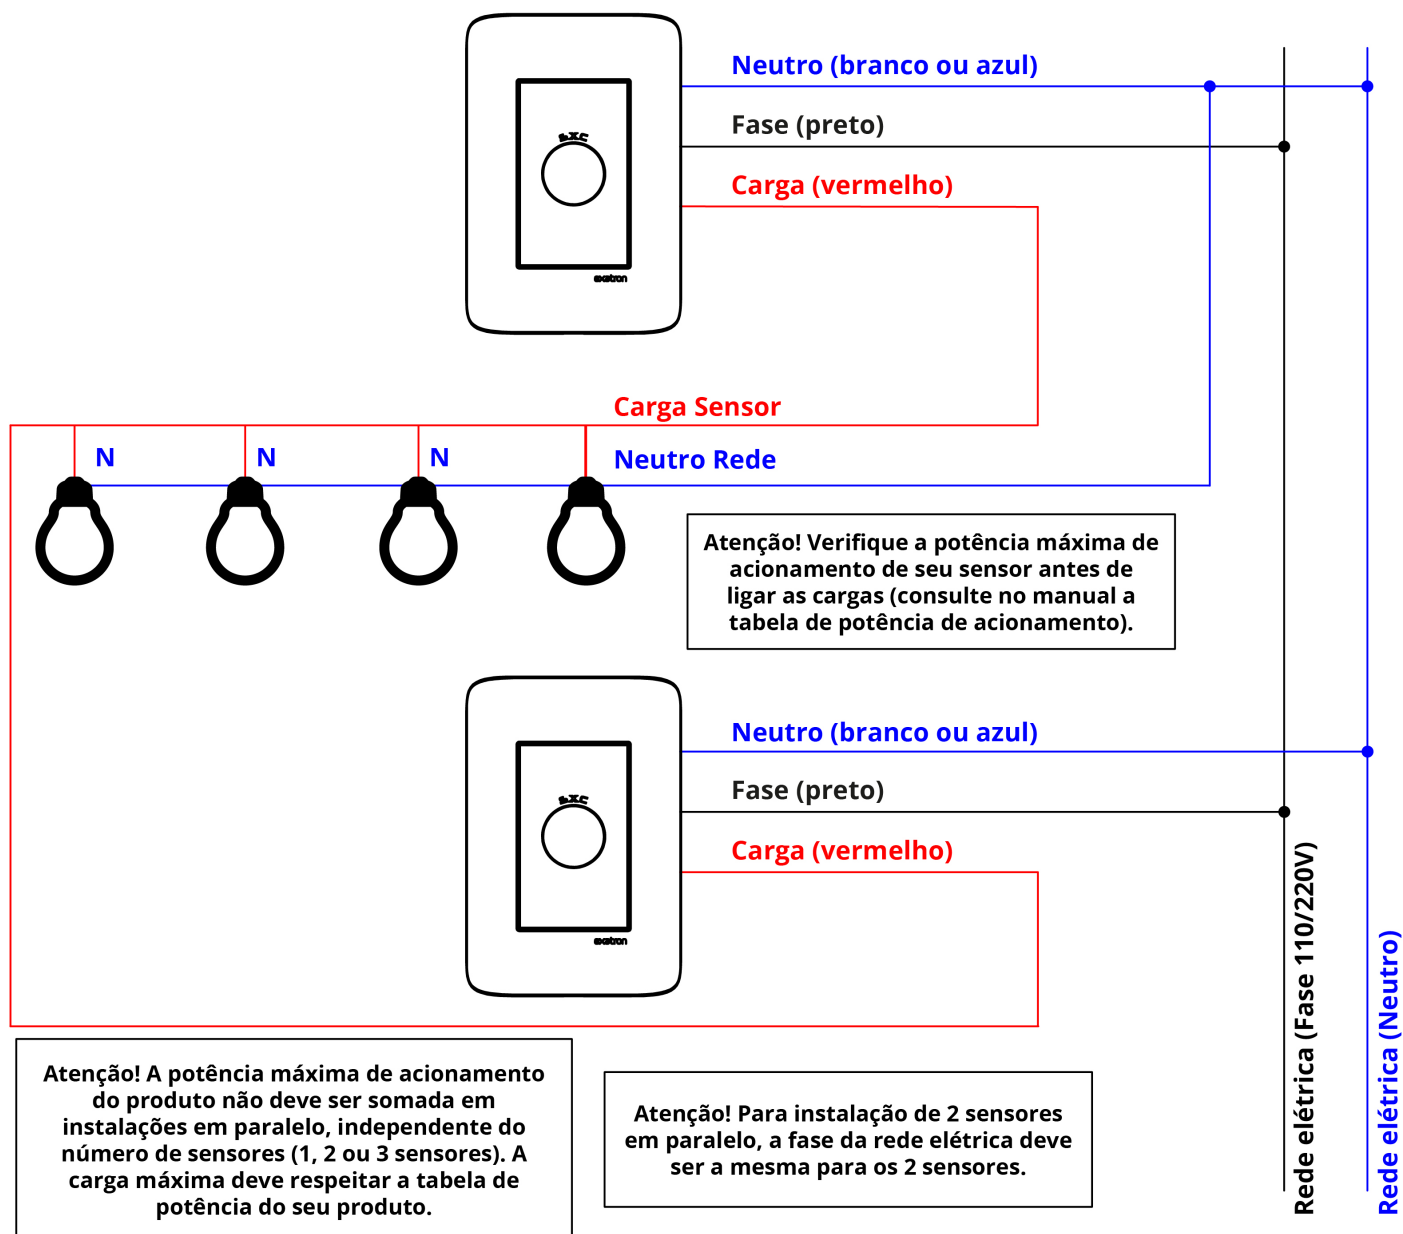 Neutro (branco ou azul)
Fase (preto)
Carga (vermelho)
exc
exatron
Carga Sensor
N
N
N
Neutro Rede
Atenção! Verifique a potência máxima de
acionamento de seu sensor antes de
ligar as cargas (consulte no manual a
tabela de potência de acionamento).
Neutro (branco ou azul)
Fase (preto)
Carga (vermelho)
exc
exatron
Rede elétrica (Fase 110/220V)
Rede elétrica (Neutro)
Atenção! A potência máxima de acionamento
do produto não deve ser somada em
instalações em paralelo, independente do
número de sensores (1, 2 ou 3 sensores). A
carga máxima deve respeitar a tabela de
potência do seu produto.
Atenção! Para instalação de 2 sensores
em paralelo, a fase da rede elétrica deve
ser a mesma para os 2 sensores.